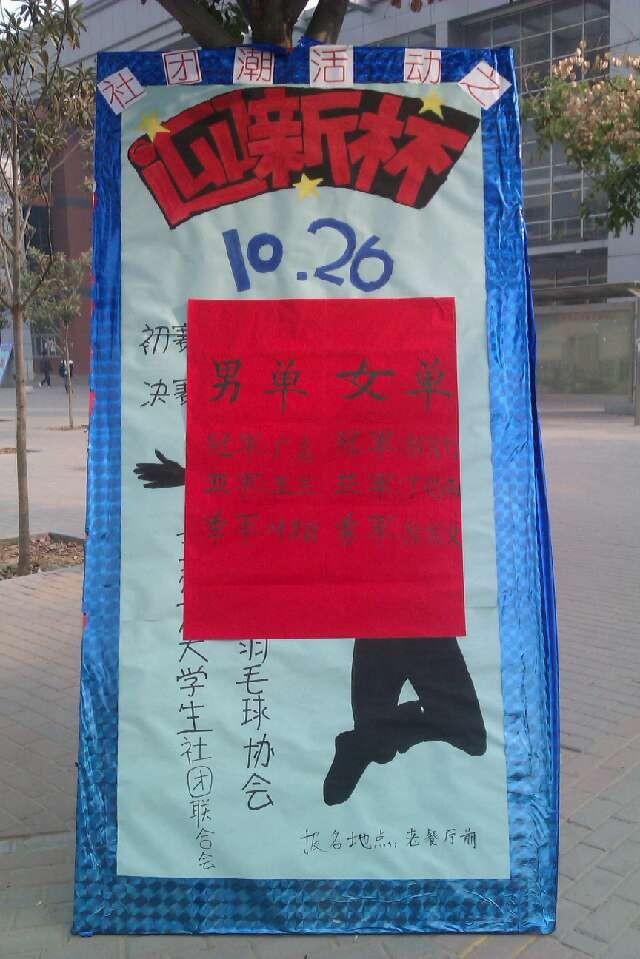 社团潮活动之
迎新杯
10.26
初赛
决赛
男单 女单
冠军: 冠军:
亚军: 亚军:
季军: 季军:
羽毛球协会
大学生社团联合会
报名地点:老餐厅前